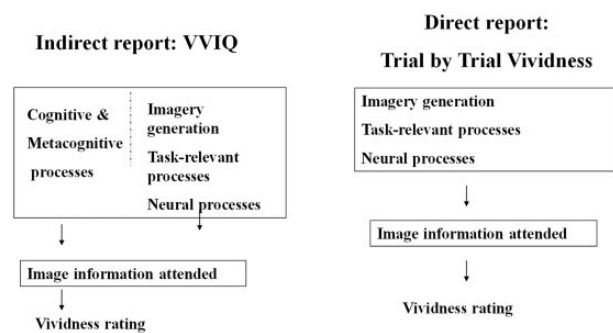 Indirect report: VVIQ
Cognitive &
Metacognitive
processes
Imagery
generation
Task-relevant
processes
Neural processes
Image information attended
Vividness rating
Direct report:
Trial by Trial Vividness
Imagery generation
Task-relevant processes
Neural processes
Image information attended
Vividness rating